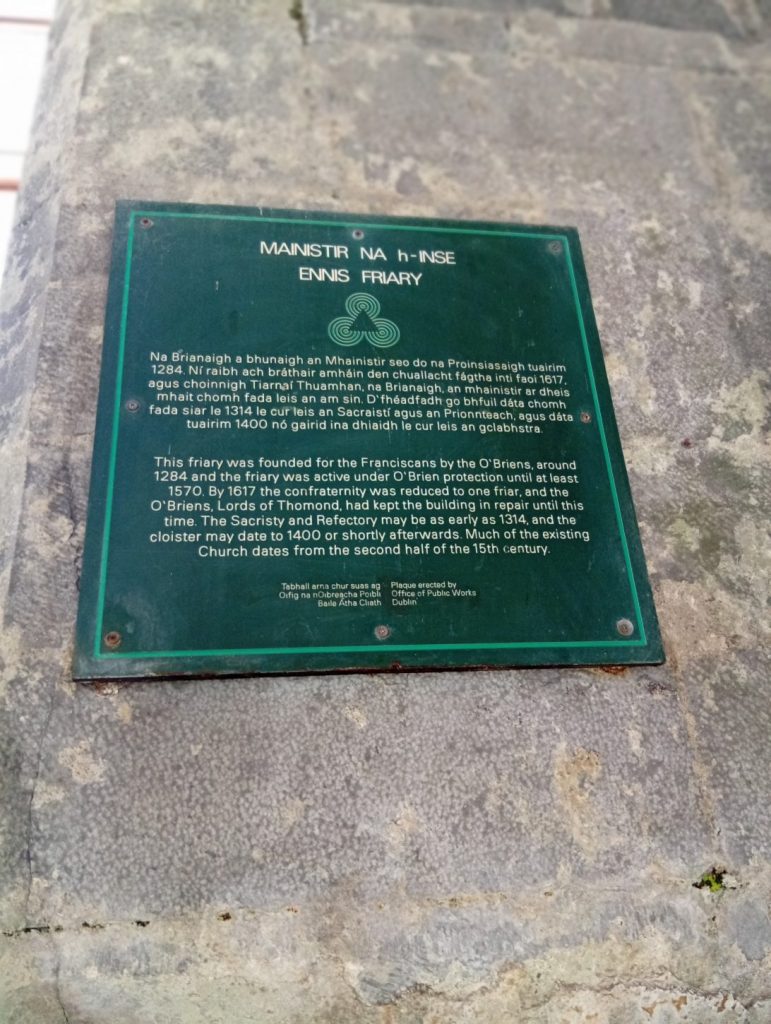 MAINISTIR NA h-INSE
ENNIS FRIARY
Na Brianaigh a bhunaigh an Mhainistir seo do na Proinsiasaigh tuairim
1284. Ní raibh ach bráthair amháin den chuallacht fágtha inti faoi 1617,
agus choinnigh Tiarnaí Thuamhan, na Brianaigh, an mhainistir ar dheis
mhait chomh fada leis an am sin. D'fhéadfadh go bhfuil dáta chomh
fada siar le 1314 le cur leis an Sacraistí agus an Prionnteach, agus dáta
tuairim 1400 nó gairid ina dhiaidh le cur leis an gclabhstra.
This friary was founded for the Franciscans by the O'Briens, around
1284 and the friary was active under O'Brien protection until at least
1570. By 1617 the confraternity was reduced to one friar, and the
O'Briens, Lords of Thomond, had kept the building in repair until this
time. The Sacristy and Refectory may be as early as 1314, and the
cloister may date to 1400 or shortly afterwards. Much of the existing
Church dates from the second half of the 15th century.
Tabhall arna chur suas ag
Oifig na nOibreacha Poiblí
Baile Átha Cliath
Plaque erected by
Office of Public Works
Dublin